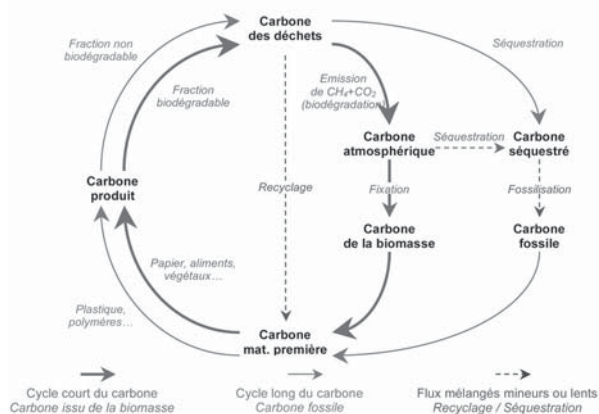 Carbone
des déchets
Fraction non
biodégradable
Séquestration
Fraction
biodégradable
Emission
de CH₄+CO₂
(biodégradation)
Carbone
atmosphérique
Séquestration
Carbone
séquestré
Carbone
produit
Recyclage
Fixation
Fossilisation
Carbone
de la biomasse
Carbone
fossile
Papier, aliments,
végétaux…
Plastique,
polymères…
Carbone
mat. première
Cycle court du carbone
Carbone issu de la biomasse
Cycle long du carbone
Carbone fossile
Flux mélangés mineurs ou lents
Recyclage / Séquestration